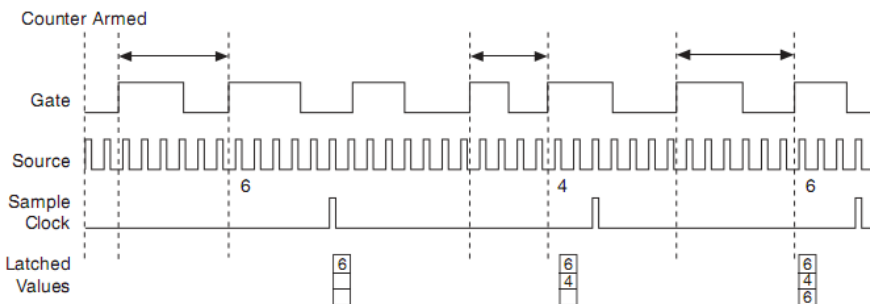 Counter Armed
Gate
Source
6 4 6
Sample
Clock
Latched
Values
6 6 6
4 4
6